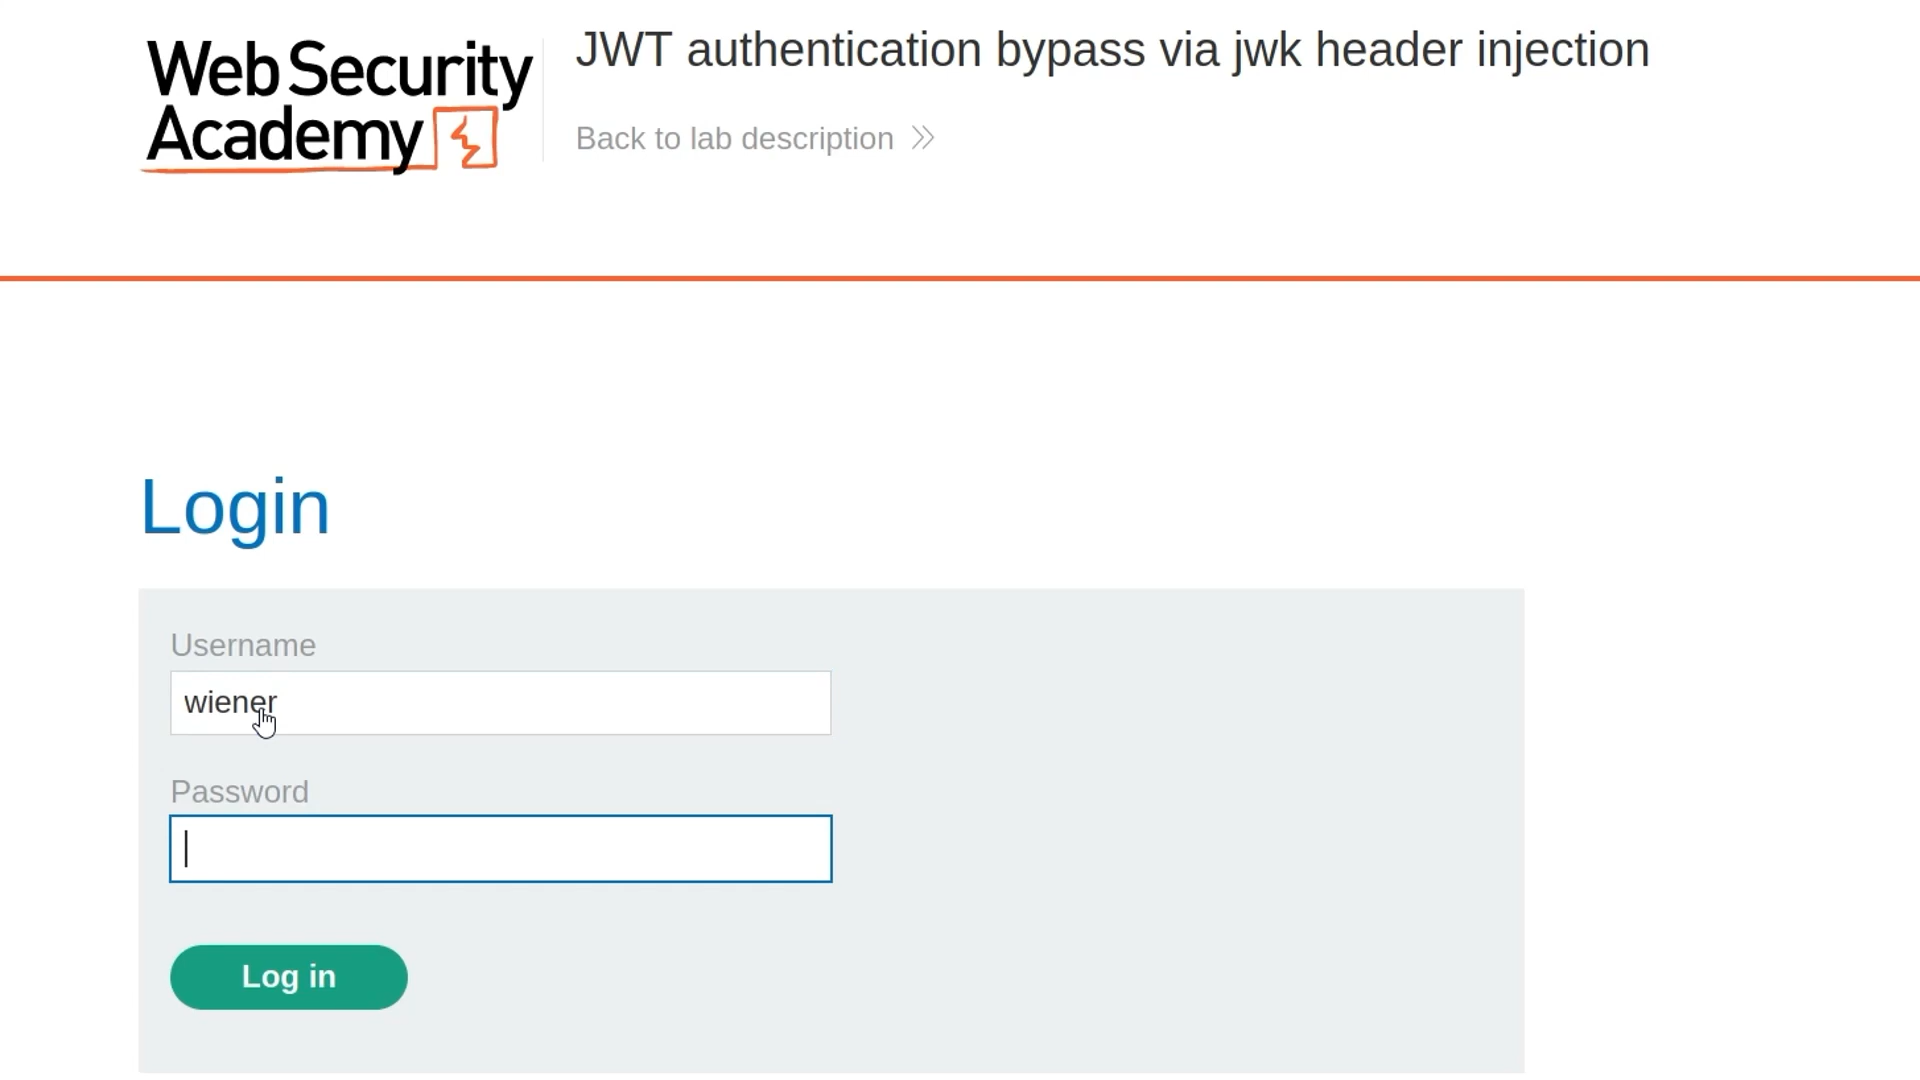 Web Security
Academy
JWT authentication bypass via jwk header injection
Back to lab description
Login
Username
wiener
Password
Log in